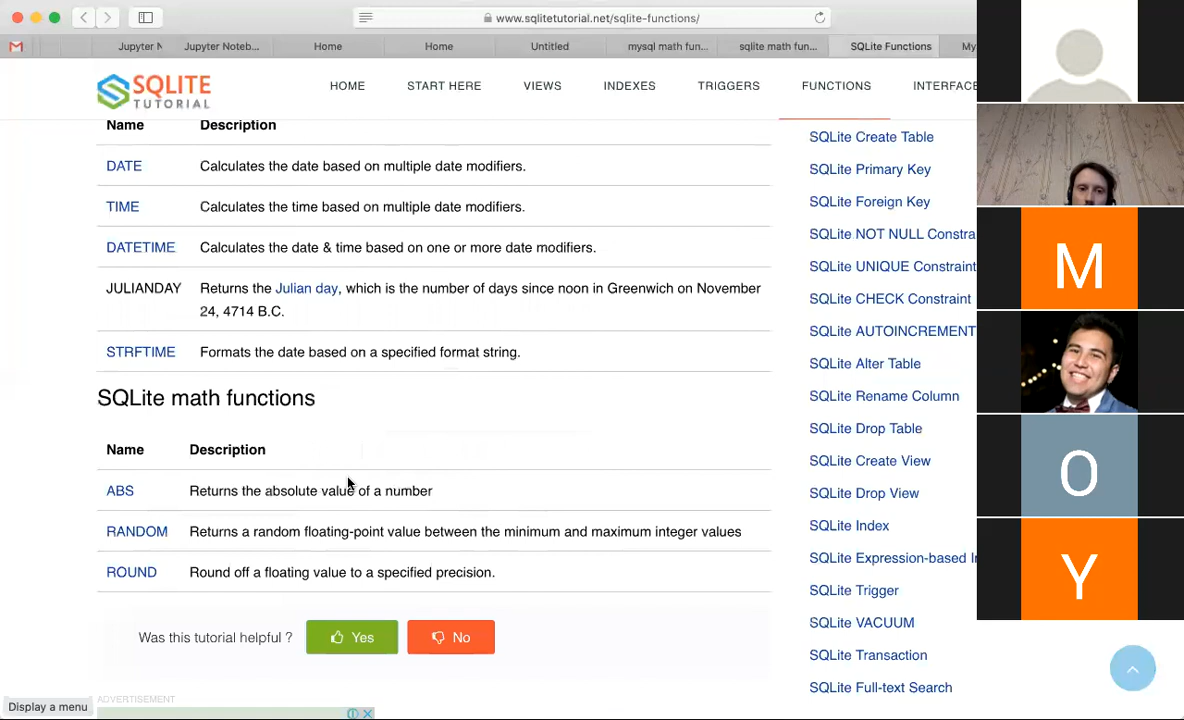 www.sqlitetutorial.net/sqlite-functions/
Jupyter N
Jupyter Noteb...
Home
Home
Untitled
mysql math fun...
sqlite math fun...
SQLite Functions
My
SQLITE
TUTORIAL
HOME
START HERE
VIEWS
INDEXES
TRIGGERS
FUNCTIONS
INTERFACE
Name Description
DATE Calculates the date based on multiple date modifiers.
TIME Calculates the time based on multiple date modifiers.
DATETIME Calculates the date & time based on one or more date modifiers.
JULIANDAY Returns the Julian day, which is the number of days since noon in Greenwich on November
24, 4714 B.C.
STRFTIME Formats the date based on a specified format string.
SQLite math functions
Name Description
ABS Returns the absolute value of a number
RANDOM Returns a random floating-point value between the minimum and maximum integer values
ROUND Round off a floating value to a specified precision.
Was this tutorial helpful ?
Yes
No
ADVERTISEMENT
Display a menu
SQLite Create Table
SQLite Primary Key
SQLite Foreign Key
SQLite NOT NULL Constra
SQLite UNIQUE Constraint
SQLite CHECK Constraint
SQLite AUTOINCREMENT
SQLite Alter Table
SQLite Rename Column
SQLite Drop Table
SQLite Create View
SQLite Drop View
SQLite Index
SQLite Expression-based In
SQLite Trigger
SQLite VACUUM
SQLite Transaction
SQLite Full-text Search
M
O
Y